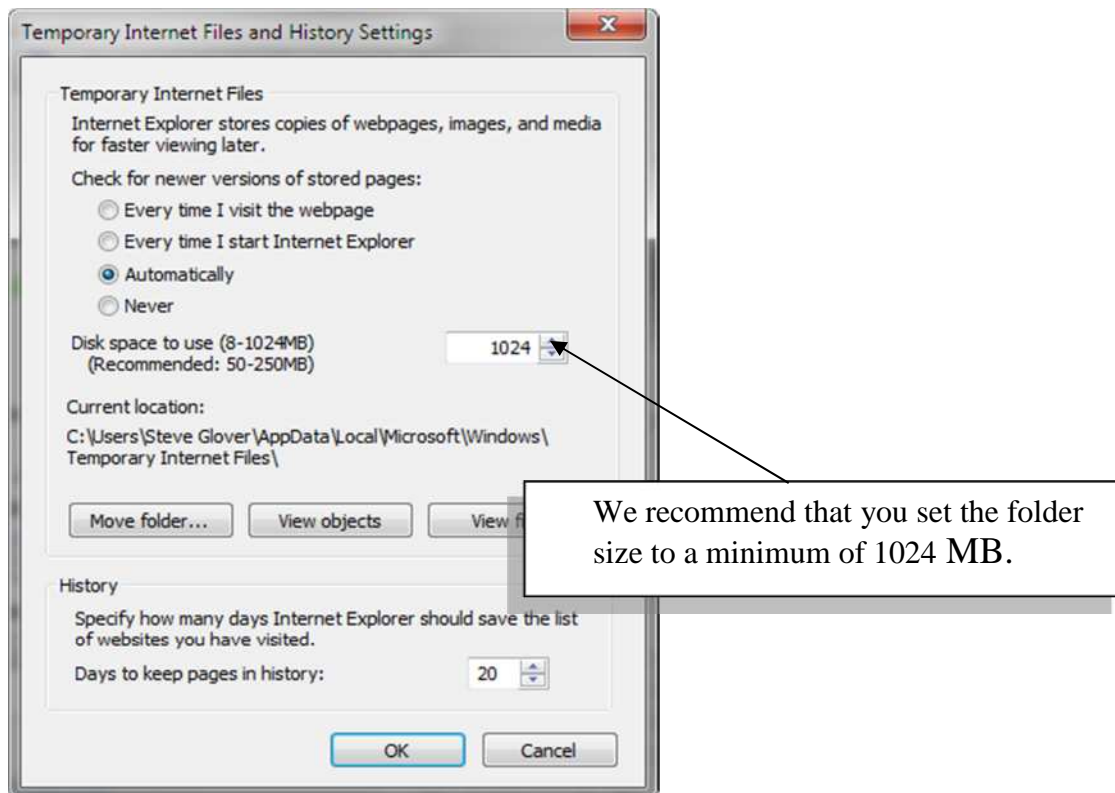 Temporary Internet Files and History Settings
Temporary Internet Files
Internet Explorer stores copies of webpages, images, and media
for faster viewing later.
Check for newer versions of stored pages:
Every time I visit the webpage
Every time I start Internet Explorer
Automatically
Never
Disk space to use (8-1024MB)
1024
(Recommended: 50-250MB)
Current location:
C:\Users\Steve Glover\AppData\Local\Microsoft\Windows\
Temporary Internet Files\
Move folder...
View objects
View
We recommend that you set the folder
size to a minimum of 1024 MB.
History
Specify how many days Internet Explorer should save the list
of websites you have visited.
Days to keep pages in history:
20
OK
Cancel